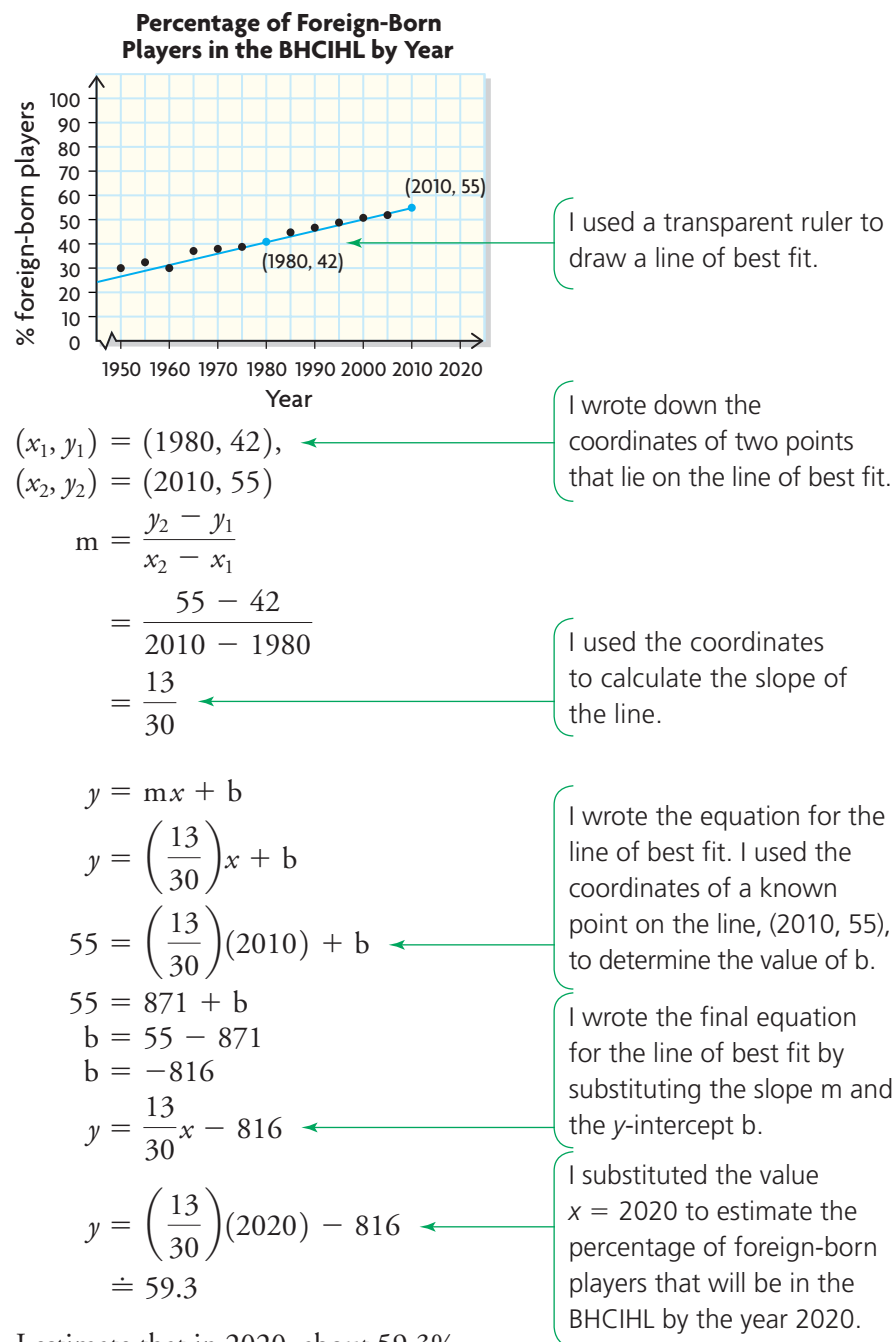 Percentage of Foreign-Born
Players in the BHCIHL by Year
% foreign-born players
100
90
80
70
60
50
40
30
20
10
0
(2010, 55)
(1980, 42)
1950 1960 1970 1980 1990 2000 2010 2020
Year
I used a transparent ruler to
draw a line of best fit.
(x₁, y₁) = (1980, 42),
(x₂, y₂) = (2010, 55)
I wrote down the
coordinates of two points
that lie on the line of best fit.
m = (y₂ − y₁)/(x₂ − x₁)
= (55 − 42)/(2010 − 1980)
= 13/30
I used the coordinates
to calculate the slope of
the line.
y = mx + b
y = (13/30)x + b
55 = (13/30)(2010) + b
I wrote the equation for the
line of best fit. I used the
coordinates of a known
point on the line, (2010, 55),
to determine the value of b.
55 = 871 + b
b = 55 − 871
b = −816
y = 13/30 x − 816
I wrote the final equation
for the line of best fit by
substituting the slope m and
the y-intercept b.
y = (13/30)(2020) − 816
≐ 59.3
I substituted the value
x = 2020 to estimate the
percentage of foreign-born
players that will be in the
BHCIHL by the year 2020.
I estimate that in 2020, about 59.3%